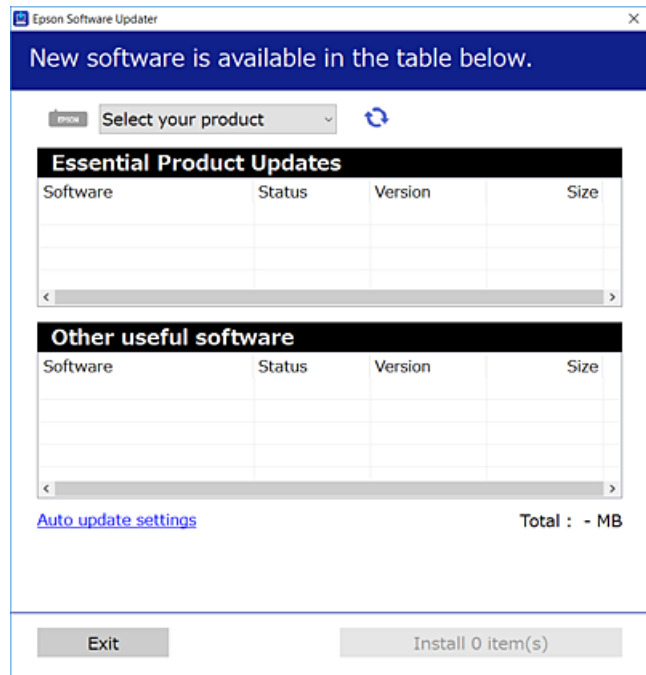 Epson Software Updater
New software is available in the table below.
EPSON Select your product
Essential Product Updates
Software Status Version Size
Other useful software
Software Status Version Size
Auto update settings Total : - MB
Exit Install 0 item(s)